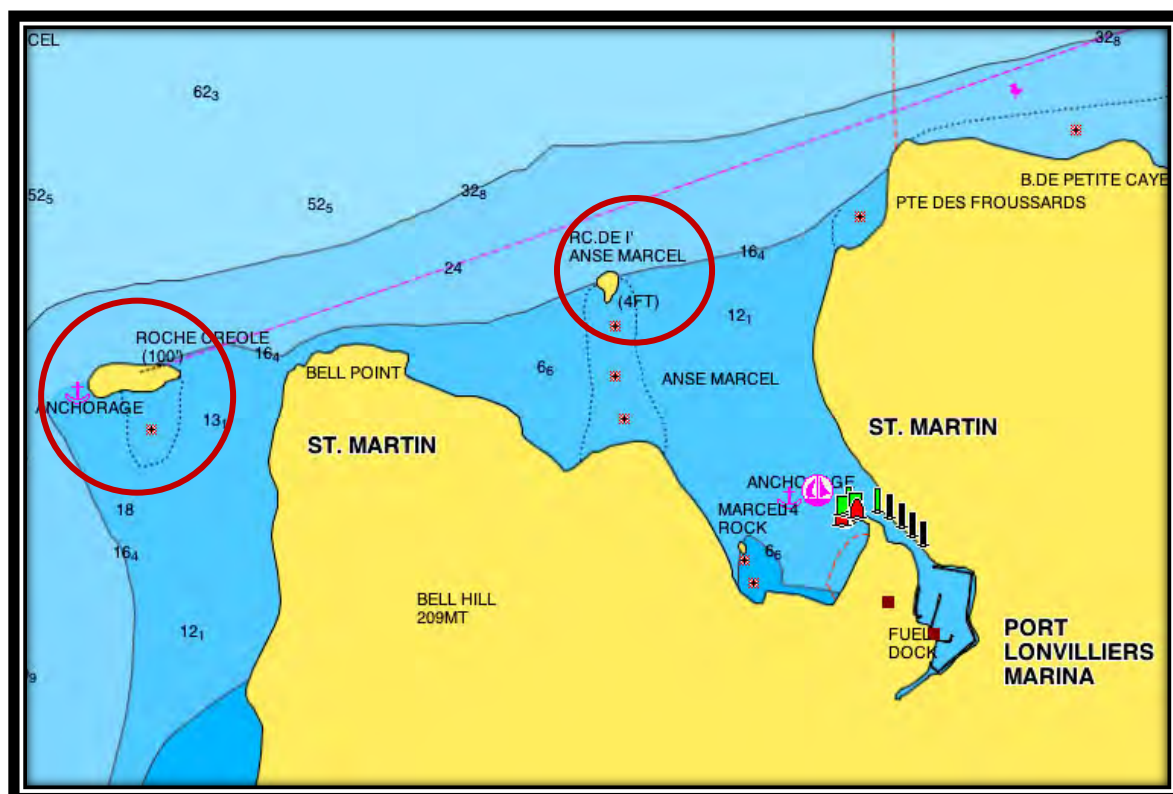 CEL
32₈
62₃
B.DE PETITE CAYE
52₅
52₅
32₈
PTE DES FROUSSARDS
RC.DE l'
ANSE MARCEL
16₄
24
(4FT)
12₁
ROCHE CREOLE
(100')
16₄
BELL POINT
6₆
ANSE MARCEL
ANCHORAGE
13₁
ST. MARTIN
ST. MARTIN
ANCHORAGE
18
MARCEL
ROCK
16₄
6₆
BELL HILL
209MT
12₁
FUEL
DOCK
PORT
LONVILLIERS
MARINA
9